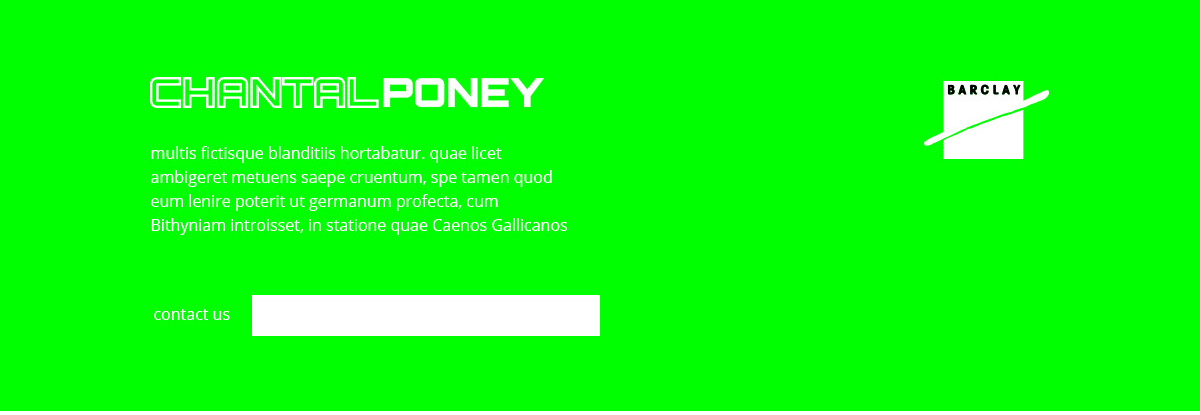 CHANTALPONEY
BARCLAY
multis fictisque blanditiis hortabatur. quae licet
ambigeret metuens saepe cruentum, spe tamen quod
eum lenire poterit ut germanum profecta, cum
Bithyniam introisset, in statione quae Caenos Gallicanos
contact us